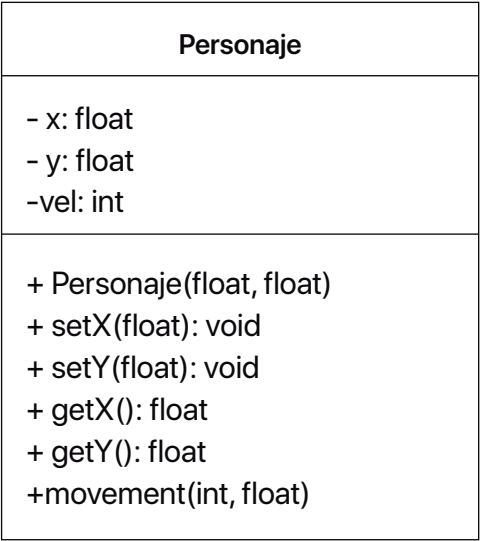 Personaje
- x: float
- y: float
-vel: int
+ Personaje(float, float)
+ setX(float): void
+ setY(float): void
+ getX(): float
+ getY(): float
+movement(int, float)